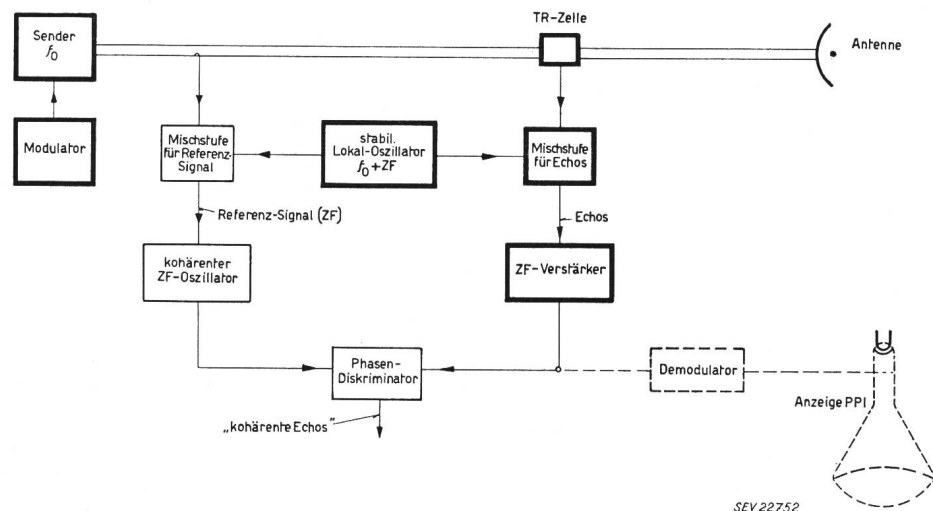 TR-Zelle
Sender
f₀
Antenne
Modulator
Mischstufe
für Referenz-
Signal
stabil.
Lokal-Oszillator
f₀ + ZF
Mischstufe
für Echos
Referenz-Signal (ZF)
Echos
kohärenter
ZF-Oszillator
ZF-Verstärker
Phasen-
Diskriminator
Demodulator
Anzeige PPI
„kohärente Echos"
SEV 22752